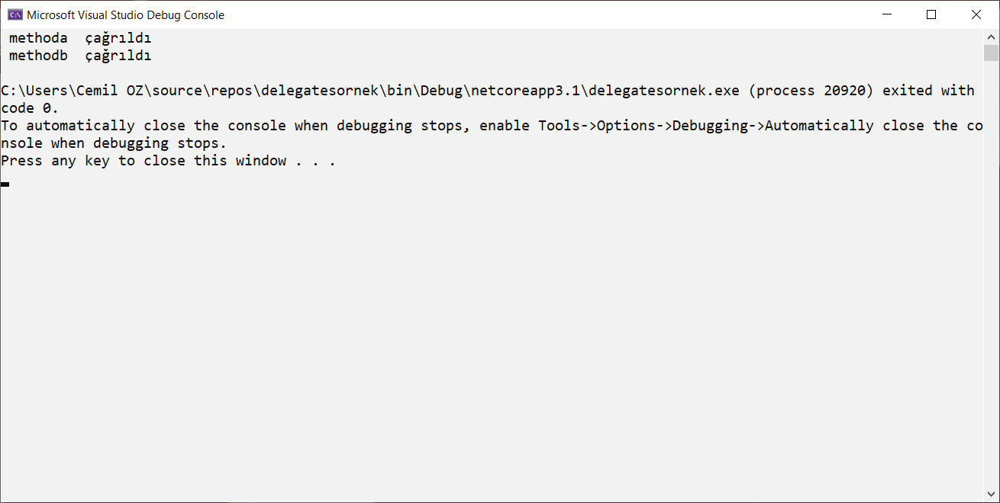 Microsoft Visual Studio Debug Console
methoda  çağrıldı
methodb  çağrıldı
C:\Users\Cemil OZ\source\repos\delegatesornek\bin\Debug\netcoreapp3.1\delegatesornek.exe (process 20920) exited with
code 0.
To automatically close the console when debugging stops, enable Tools->Options->Debugging->Automatically close the co
nsole when debugging stops.
Press any key to close this window . . .